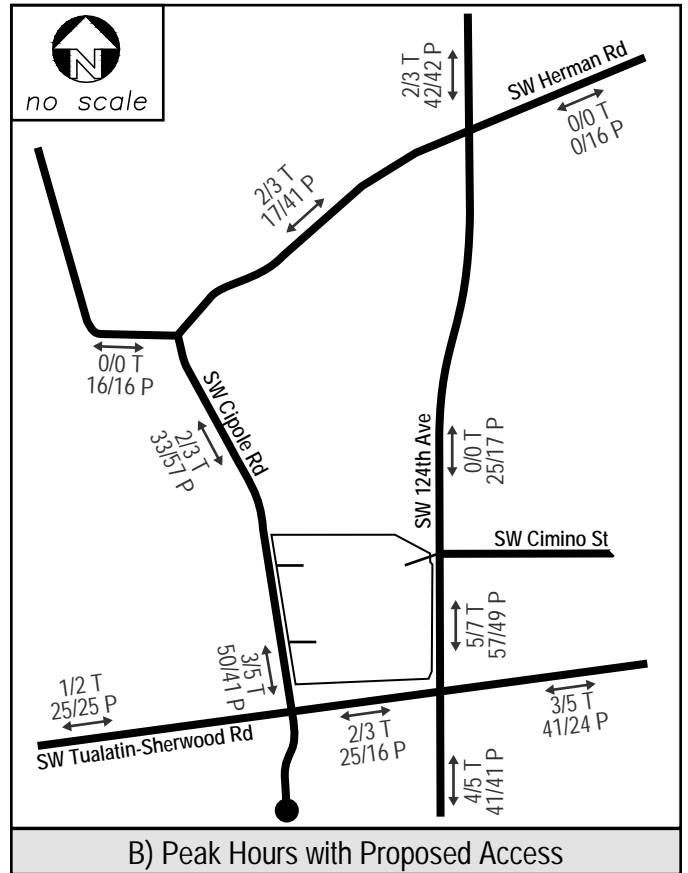 N
no scale
2/3 T
42/42 P
SW Herman Rd
0/0 T
0/16 P
2/3 T
17/41 P
0/0 T
16/16 P
SW Cipole Rd
2/3 T
33/57 P
SW 124th Ave
0/0 T
25/17 P
SW Cimino St
5/7 T
57/49 P
3/5 T
50/41 P
1/2 T
25/25 P
SW Tualatin-Sherwood Rd
2/3 T
25/16 P
3/5 T
41/24 P
4/5 T
41/41 P
B) Peak Hours with Proposed Access